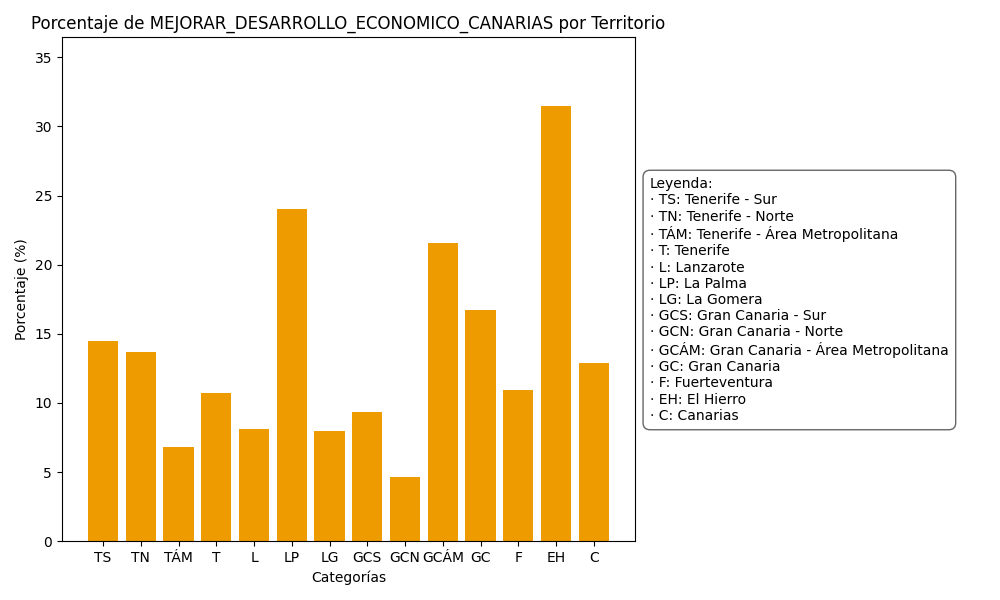 Porcentaje de MEJORAR_DESARROLLO_ECONOMICO_CANARIAS por Territorio
Porcentaje (%)
35
30
25
20
15
10
5
0
TS TN TÁM T L LP LG GCS GCN GCÁM GC F EH C
Categorías
Leyenda:
· TS: Tenerife - Sur
· TN: Tenerife - Norte
· TÁM: Tenerife - Área Metropolitana
· T: Tenerife
· L: Lanzarote
· LP: La Palma
· LG: La Gomera
· GCS: Gran Canaria - Sur
· GCN: Gran Canaria - Norte
· GCÁM: Gran Canaria - Área Metropolitana
· GC: Gran Canaria
· F: Fuerteventura
· EH: El Hierro
· C: Canarias